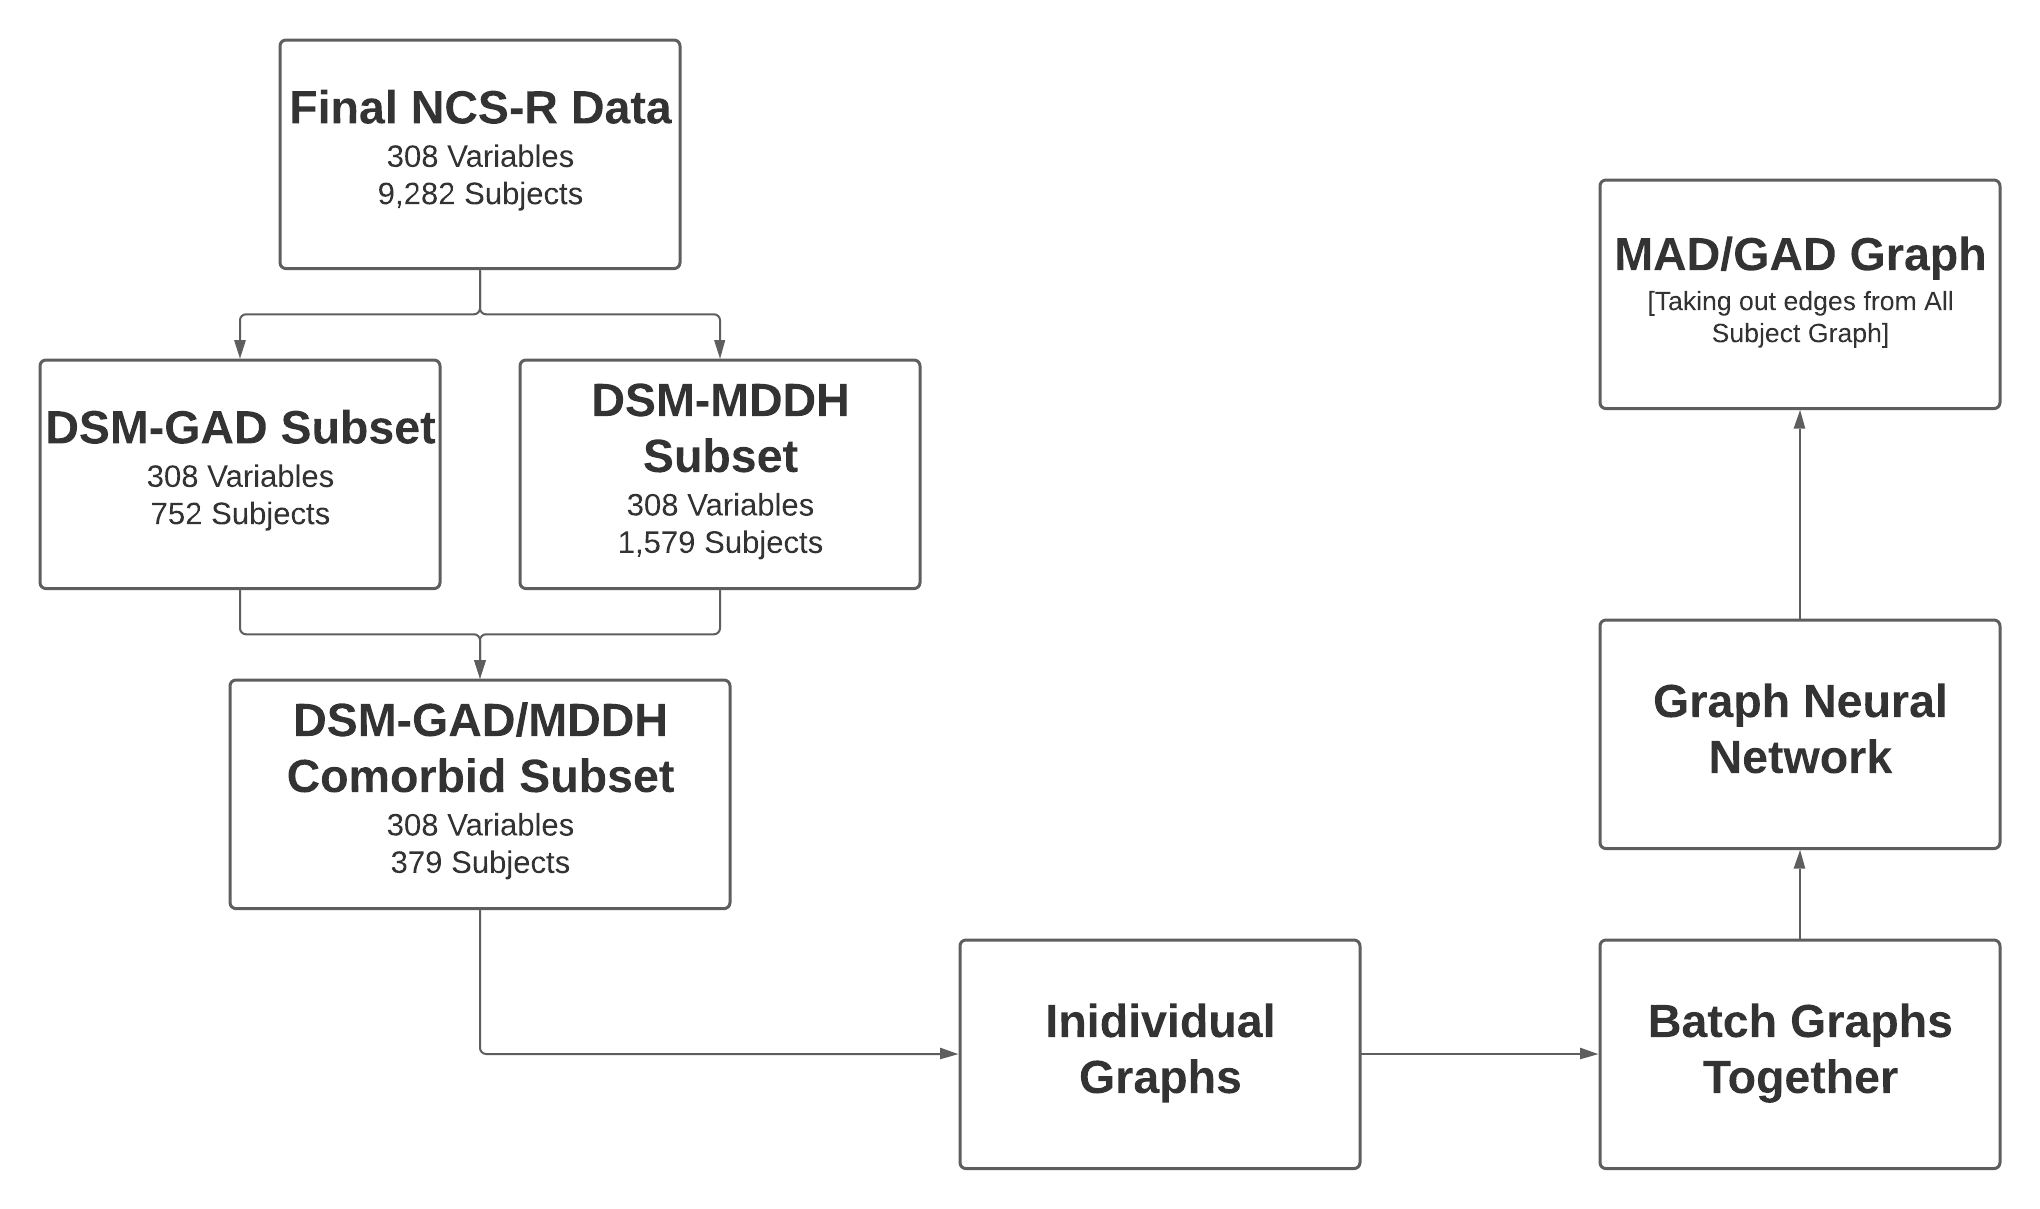 Final NCS-R Data
308 Variables
9,282 Subjects
DSM-GAD Subset
308 Variables
752 Subjects
DSM-MDDH
Subset
308 Variables
1,579 Subjects
DSM-GAD/MDDH
Comorbid Subset
308 Variables
379 Subjects
Inidividual
Graphs
Batch Graphs
Together
Graph Neural
Network
MAD/GAD Graph
[Taking out edges from All
Subject Graph]